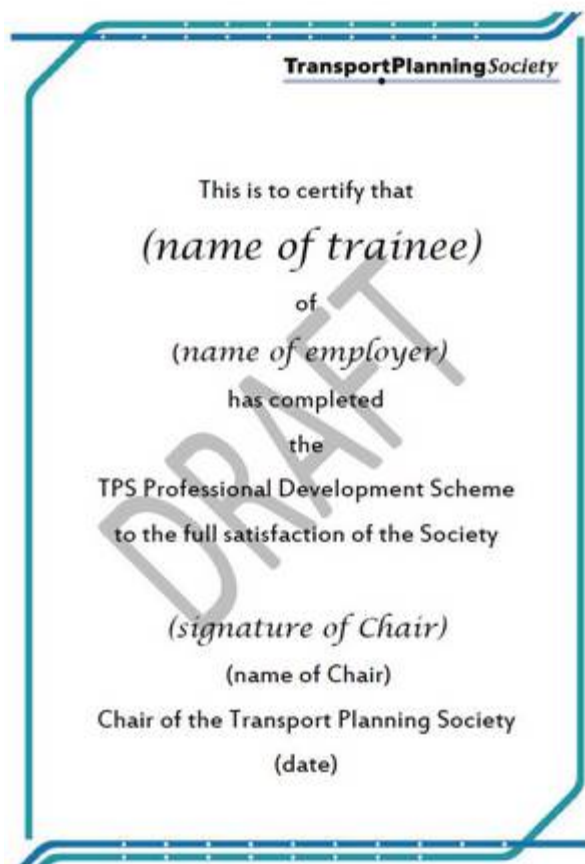 TransportPlanningSociety
This is to certify that
(name of trainee)
of
(name of employer)
has completed
the
TPS Professional Development Scheme
to the full satisfaction of the Society
(signature of Chair)
(name of Chair)
Chair of the Transport Planning Society
(date)
DRAFT